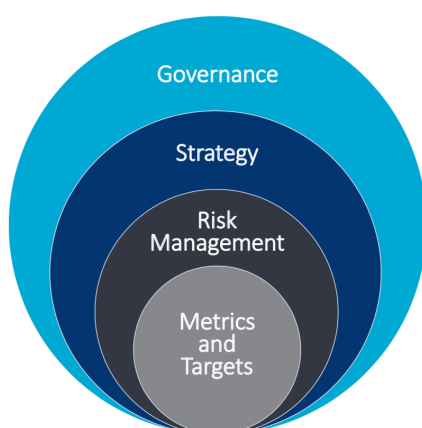 Governance
Strategy
Risk
Management
Metrics
and
Targets